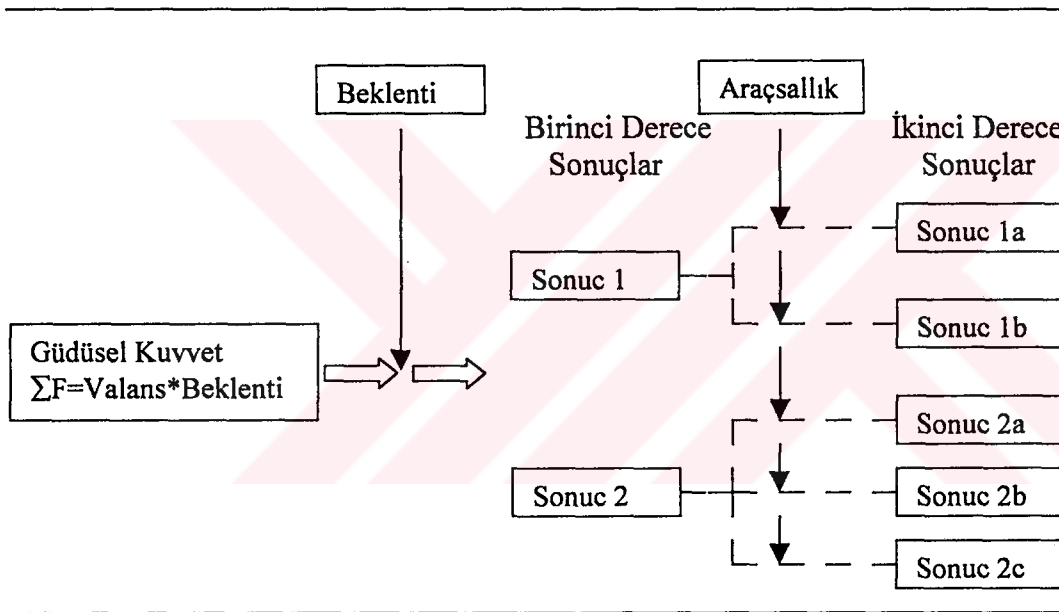 Beklenti
Araçsallık
Birinci Derece
Sonuçlar
İkinci Derece
Sonuçlar
Sonuc 1
Sonuc 1a
Sonuc 1b
Güdüsel Kuvvet
∑F=Valans*Beklenti
Sonuc 2
Sonuc 2a
Sonuc 2b
Sonuc 2c